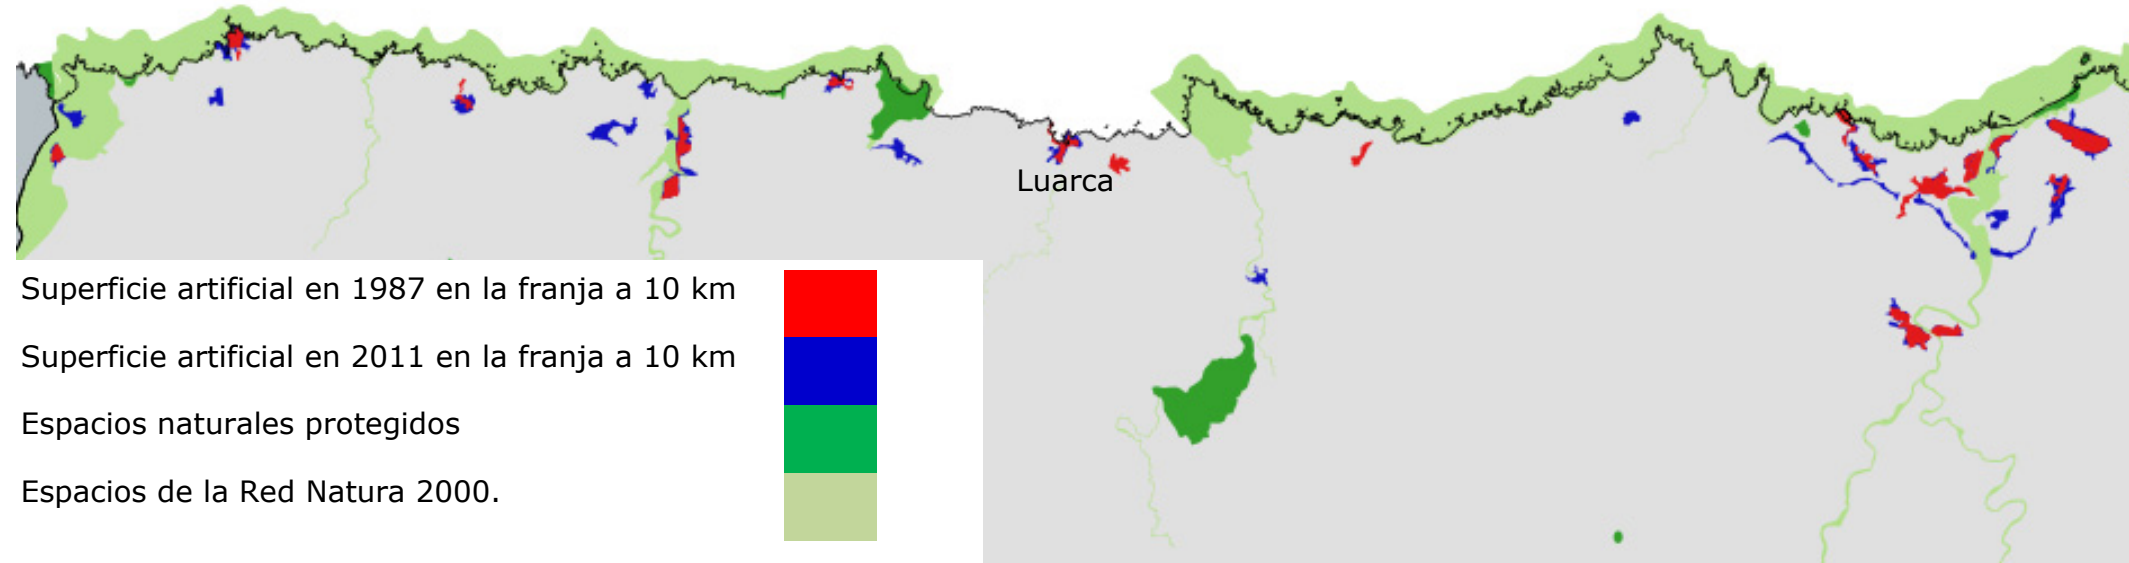 Luarca
Superficie artificial en 1987 en la franja a 10 km
Superficie artificial en 2011 en la franja a 10 km
Espacios naturales protegidos
Espacios de la Red Natura 2000.